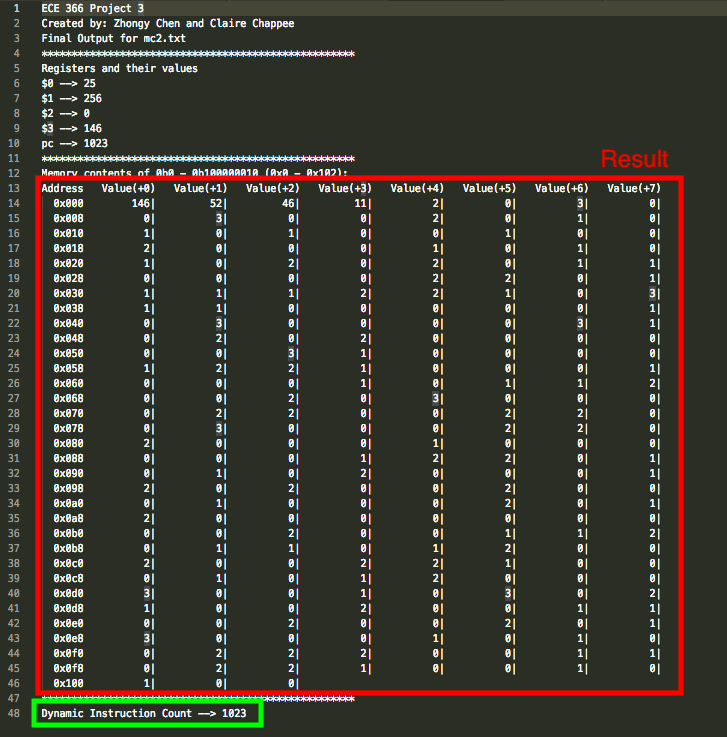 1 ECE 366 Project 3
2 Created by: Zhongy Chen and Claire Chappee
3 Final Output for mc2.txt
4 ****************************************************
5 Registers and their values
6 $0 --> 25
7 $1 --> 256
8 $2 --> 0
9 $3 --> 146
10 pc --> 1023
11 ****************************************************
Result
12 Memory contents of 0b0 - 0b100000010 (0x0 - 0x102):
13 Address Value(+0) Value(+1) Value(+2) Value(+3) Value(+4) Value(+5) Value(+6) Value(+7)
14 0x000 146| 52| 46| 11| 2| 0| 3| 0|
15 0x008 0| 3| 0| 0| 2| 0| 1| 0|
16 0x010 1| 0| 1| 0| 0| 1| 0| 0|
17 0x018 2| 0| 0| 0| 1| 0| 1| 0|
18 0x020 1| 0| 2| 0| 2| 0| 1| 1|
19 0x028 0| 0| 0| 0| 2| 2| 0| 1|
20 0x030 1| 1| 1| 2| 2| 1| 0| 3|
21 0x038 1| 1| 0| 0| 0| 0| 0| 1|
22 0x040 0| 3| 0| 0| 0| 0| 3| 1|
23 0x048 0| 2| 0| 2| 0| 0| 0| 0|
24 0x050 0| 0| 3| 1| 0| 0| 0| 0|
25 0x058 1| 2| 2| 0| 0| 0| 0| 1|
26 0x060 0| 0| 0| 1| 0| 1| 1| 2|
27 0x068 0| 0| 2| 0| 3| 0| 0| 0|
28 0x070 0| 2| 2| 0| 0| 2| 2| 0|
29 0x078 0| 3| 0| 0| 0| 2| 2| 0|
30 0x080 2| 0| 0| 0| 1| 0| 0| 0|
31 0x088 0| 0| 0| 1| 2| 2| 0| 1|
32 0x090 0| 1| 0| 2| 0| 0| 0| 1|
33 0x098 2| 0| 2| 0| 0| 2| 0| 0|
34 0x0a0 0| 1| 0| 0| 0| 2| 0| 1|
35 0x0a8 2| 0| 0| 0| 0| 0| 0| 0|
36 0x0b0 0| 0| 2| 0| 0| 1| 1| 2|
37 0x0b8 0| 1| 1| 0| 1| 2| 0| 0|
38 0x0c0 2| 0| 0| 2| 2| 1| 0| 0|
39 0x0c8 0| 1| 0| 1| 2| 0| 1| 0|
40 0x0d0 3| 0| 0| 0| 0| 3| 0| 2|
41 0x0d8 1| 0| 0| 2| 0| 0| 1| 1|
42 0x0e0 0| 0| 2| 0| 0| 2| 0| 1|
43 0x0e8 3| 0| 0| 0| 1| 0| 1| 0|
44 0x0f0 0| 2| 2| 2| 0| 0| 1| 1|
45 0x0f8 0| 2| 2| 1| 0| 0| 1| 0|
46 0x100 1| 0| 0|
47 ****************************************************
48 Dynamic Instruction Count --> 1023